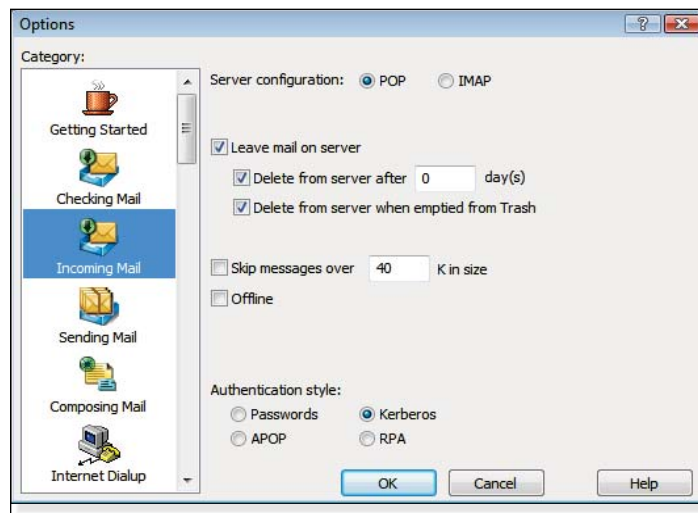 Options
Category:
Getting Started
Checking Mail
Incoming Mail
Sending Mail
Composing Mail
Internet Dialup
Server configuration: POP IMAP
Leave mail on server
Delete from server after 0 day(s)
Delete from server when emptied from Trash
Skip messages over 40 K in size
Offline
Authentication style:
Passwords Kerberos
APOP RPA
OK Cancel Help